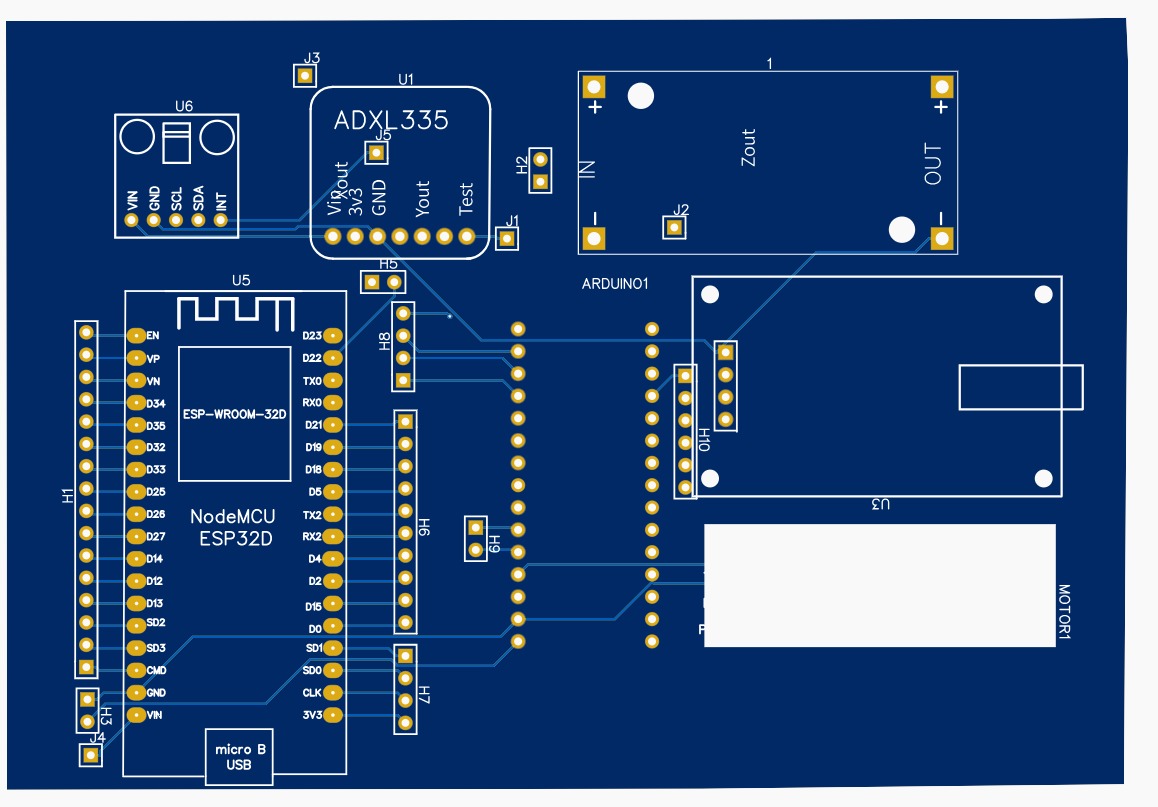 J3
U1
1
U6
ADXL335
J5
+
+
H2
Zout
IN
OUT
VIN
GND
SCL
SDA
INT
Vin
Xout
3v3
GND
Yout
Test
J1
J2
-
-
H5
U5
ARDUINO1
EN
VP
VN
D34
D35
D32
D33
D25
D26
D27
D14
D12
D13
SD2
SD3
CMD
GND
VIN
D23
D22
TX0
RX0
D21
D19
D18
D5
TX2
RX2
D4
D2
D15
D0
SD1
SD0
CLK
3V3
ESP-WROOM-32D
NodeMCU
ESP32D
micro B
USB
H1
H3
J4
H8
H6
H7
H9
H10
U3
MOTOR1